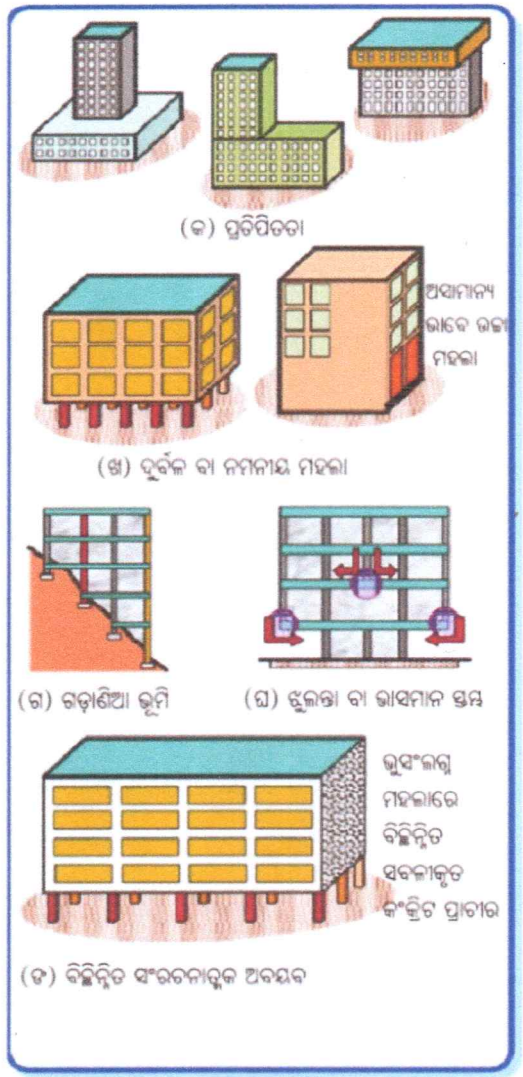 (କ) ପ୍ରତିପିତତା
ଅସାମାନ୍ୟ
ଭାବେ ଉଚ୍ଚା
ମହଲା
(ଖ) ଦୁର୍ବଳ ବା ନମନୀୟ ମହଲା
(ଗ) ଗଡ଼ାଣିଆ ଭୂମି
(ଘ) ଝୁଲନ୍ତା ବା ଭାସମାନ ସ୍ତମ୍ଭ
ଭୁସଂଲଗ୍ନ
ମହଲାରେ
ବିଚ୍ଛିନ୍ନିତ
ସବଳୀକୃତ
କଂକ୍ରିଟ ପ୍ରାଚୀର
(ଙ) ବିଚ୍ଛିନ୍ନିତ ସଂରଚନାତ୍ମକ ଅବୟବ